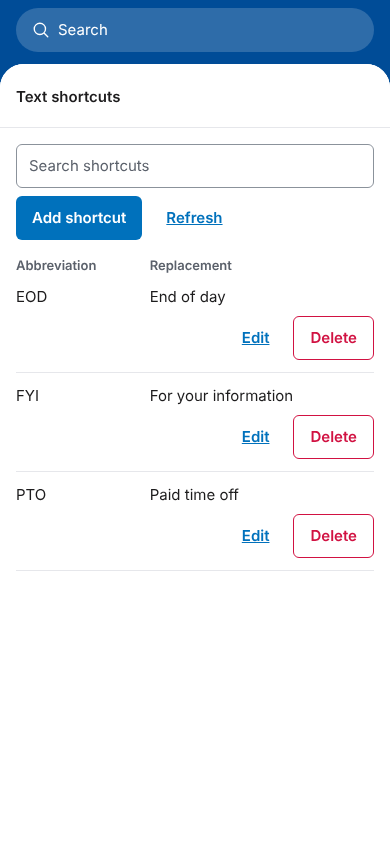 Search
Text shortcuts
Search shortcuts
Add shortcut Refresh
Abbreviation Replacement
EOD End of day
Edit Delete
FYI For your information
Edit Delete
PTO Paid time off
Edit Delete